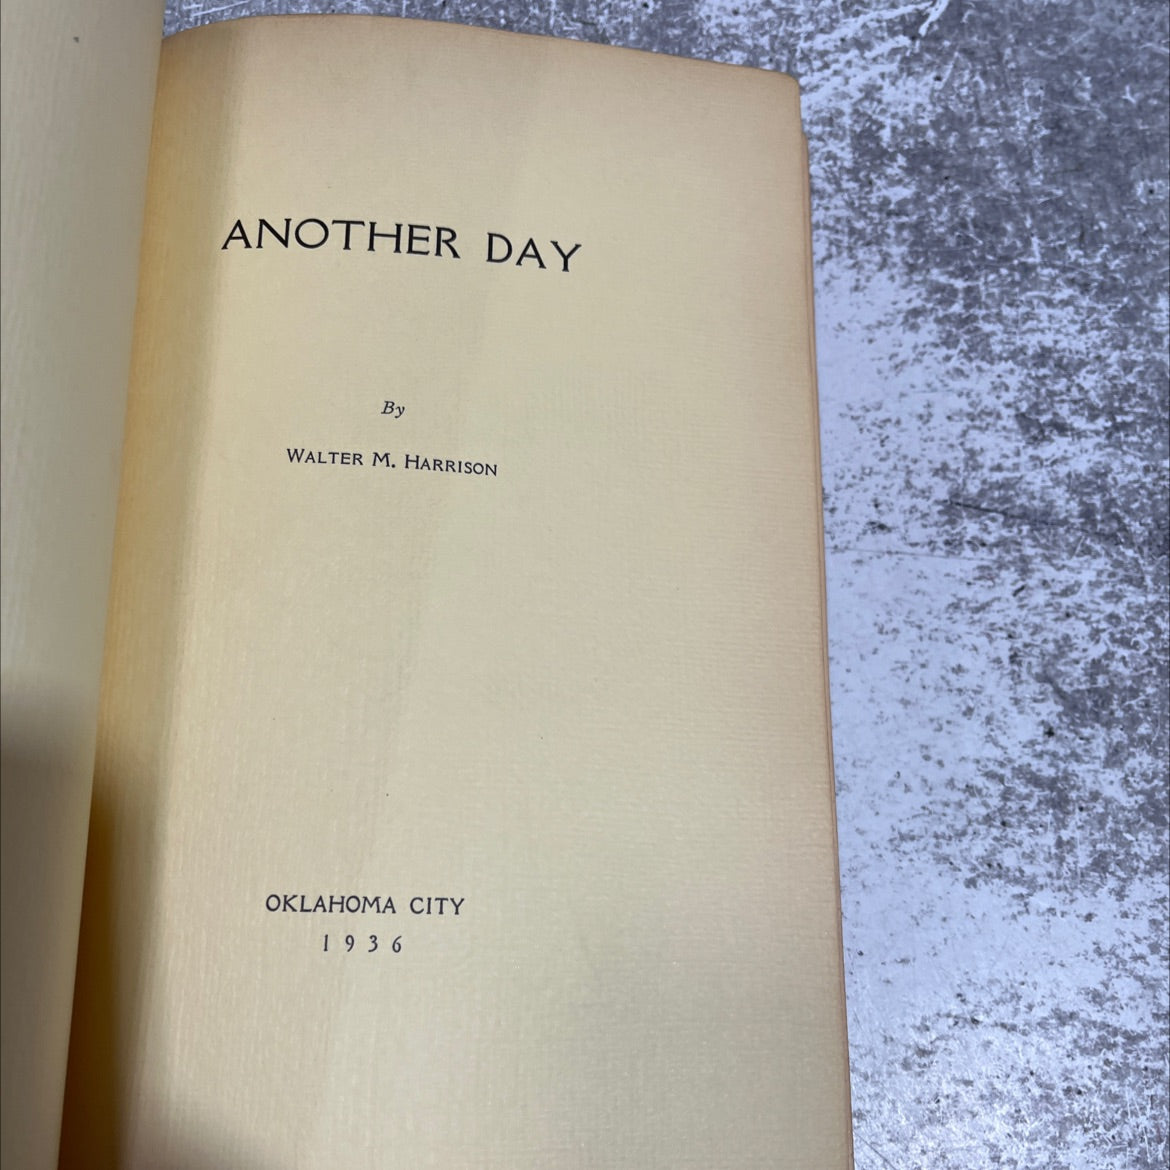 ANOTHER DAY
By
WALTER M. HARRISON
OKLAHOMA CITY
1936